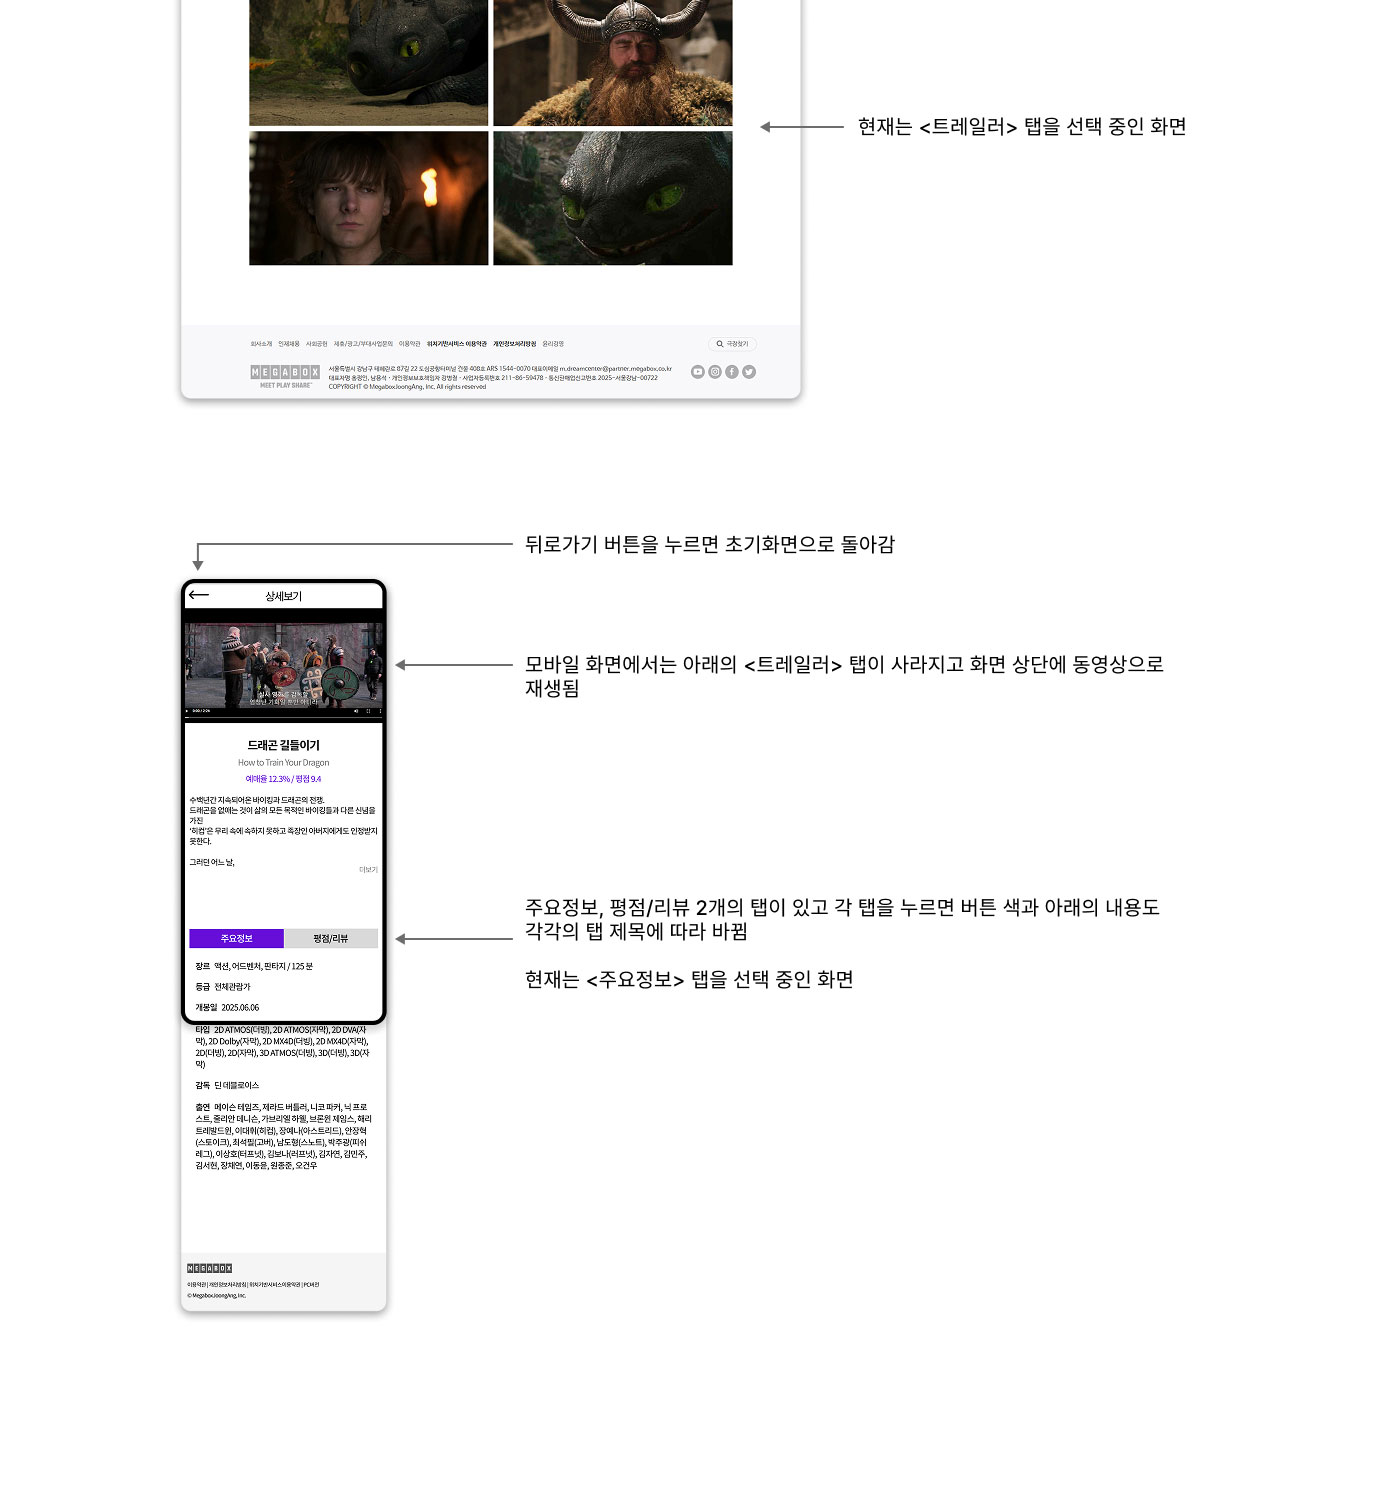 현재는 <트레일러> 탭을 선택 중인 화면
회사소개 인재채용 사회공헌 제휴/광고/부대사업문의 이용약관 위치기반서비스 이용약관 개인정보처리방침 윤리경영
극장찾기
MEGABOX
MEET PLAY SHARE
서울특별시 강남구 테헤란로 87길 22 도심공항터미널 건물 408호 ARS 1544-0070 대표이메일 m.dreamcenter@partner.megabox.co.kr
대표자명 홍정인, 남용석 · 개인정보보호책임자 강병철 · 사업자등록번호 211-86-59478 · 통신판매업신고번호 2025-서울강남-00722
COPYRIGHT © MegaboxJoongAng, Inc. All rights reserved
뒤로가기 버튼을 누르면 초기화면으로 돌아감
상세보기
모바일 화면에서는 아래의 <트레일러> 탭이 사라지고 화면 상단에 동영상으로
재생됨
실사 영화를 감독할
엄청난 기회일 뿐만 아니라
드래곤 길들이기
How to Train Your Dragon
예매율 12.3% / 평점 9.4
수백년간 지속되어온 바이킹과 드래곤의 전쟁.
드래곤을 없애는 것이 삶의 모든 목적인 바이킹들과 다른 신념을
가진
'히컵'은 무리 속에 속하지 못하고 족장인 아버지에게도 인정받지
못한다.
그러던 어느 날,
더보기
주요정보, 평점/리뷰 2개의 탭이 있고 각 탭을 누르면 버튼 색과 아래의 내용도
각각의 탭 제목에 따라 바뀜
현재는 <주요정보> 탭을 선택 중인 화면
주요정보 평점/리뷰
장르 액션, 어드벤처, 판타지 / 125 분
등급 전체관람가
개봉일 2025.06.06
타입 2D ATMOS(더빙), 2D ATMOS(자막), 2D DVA(자
막), 2D Dolby(자막), 2D MX4D(더빙), 2D MX4D(자막),
2D(더빙), 2D(자막), 3D ATMOS(더빙), 3D(더빙), 3D(자
막)
감독 딘 데블로이스
출연 메이슨 테임즈, 제라드 버틀러, 니코 파커, 닉 프로
스트, 줄리안 데니슨, 가브리엘 하웰, 브론윈 제임스, 해리
트레발드윈, 이대휘(히컵), 장예나(아스트리드), 안장혁
(스토이크), 최석필(고버), 남도형(스노트), 박주광(피쉬
레그), 이상호(터프넛), 김보나(러프넛), 김자연, 김민주,
김서현, 장채연, 이동윤, 원종준, 오건우
MEGABOX
이용약관 | 개인정보처리방침 | 위치기반서비스이용약관 | PC버전
© MegaboxJoongAng, Inc.